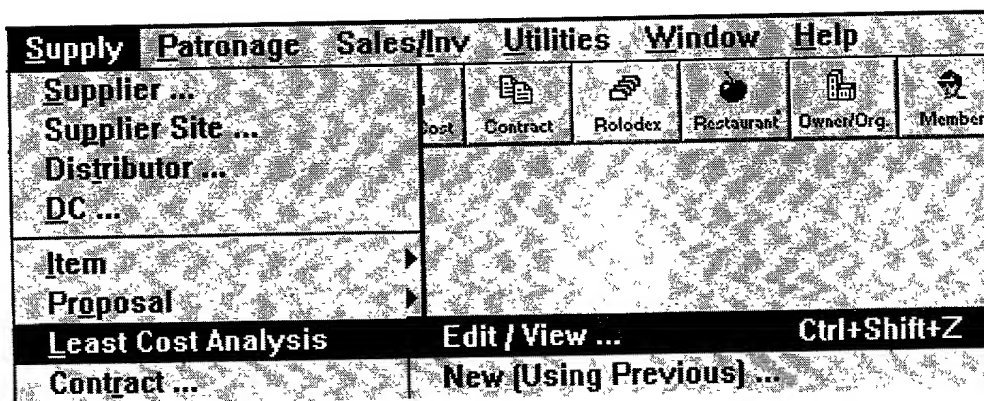 Supply Patronage Sales/Inv Utilities Window Help
Supplier ...
Supplier Site ...
Distributor ...
DC ...
Cost Contract Rolodex Restaurant Owner/Org. Member
Item
Proposal
Least Cost Analysis
Contract ...
Edit / View ... Ctrl+Shift+Z
New (Using Previous) ...